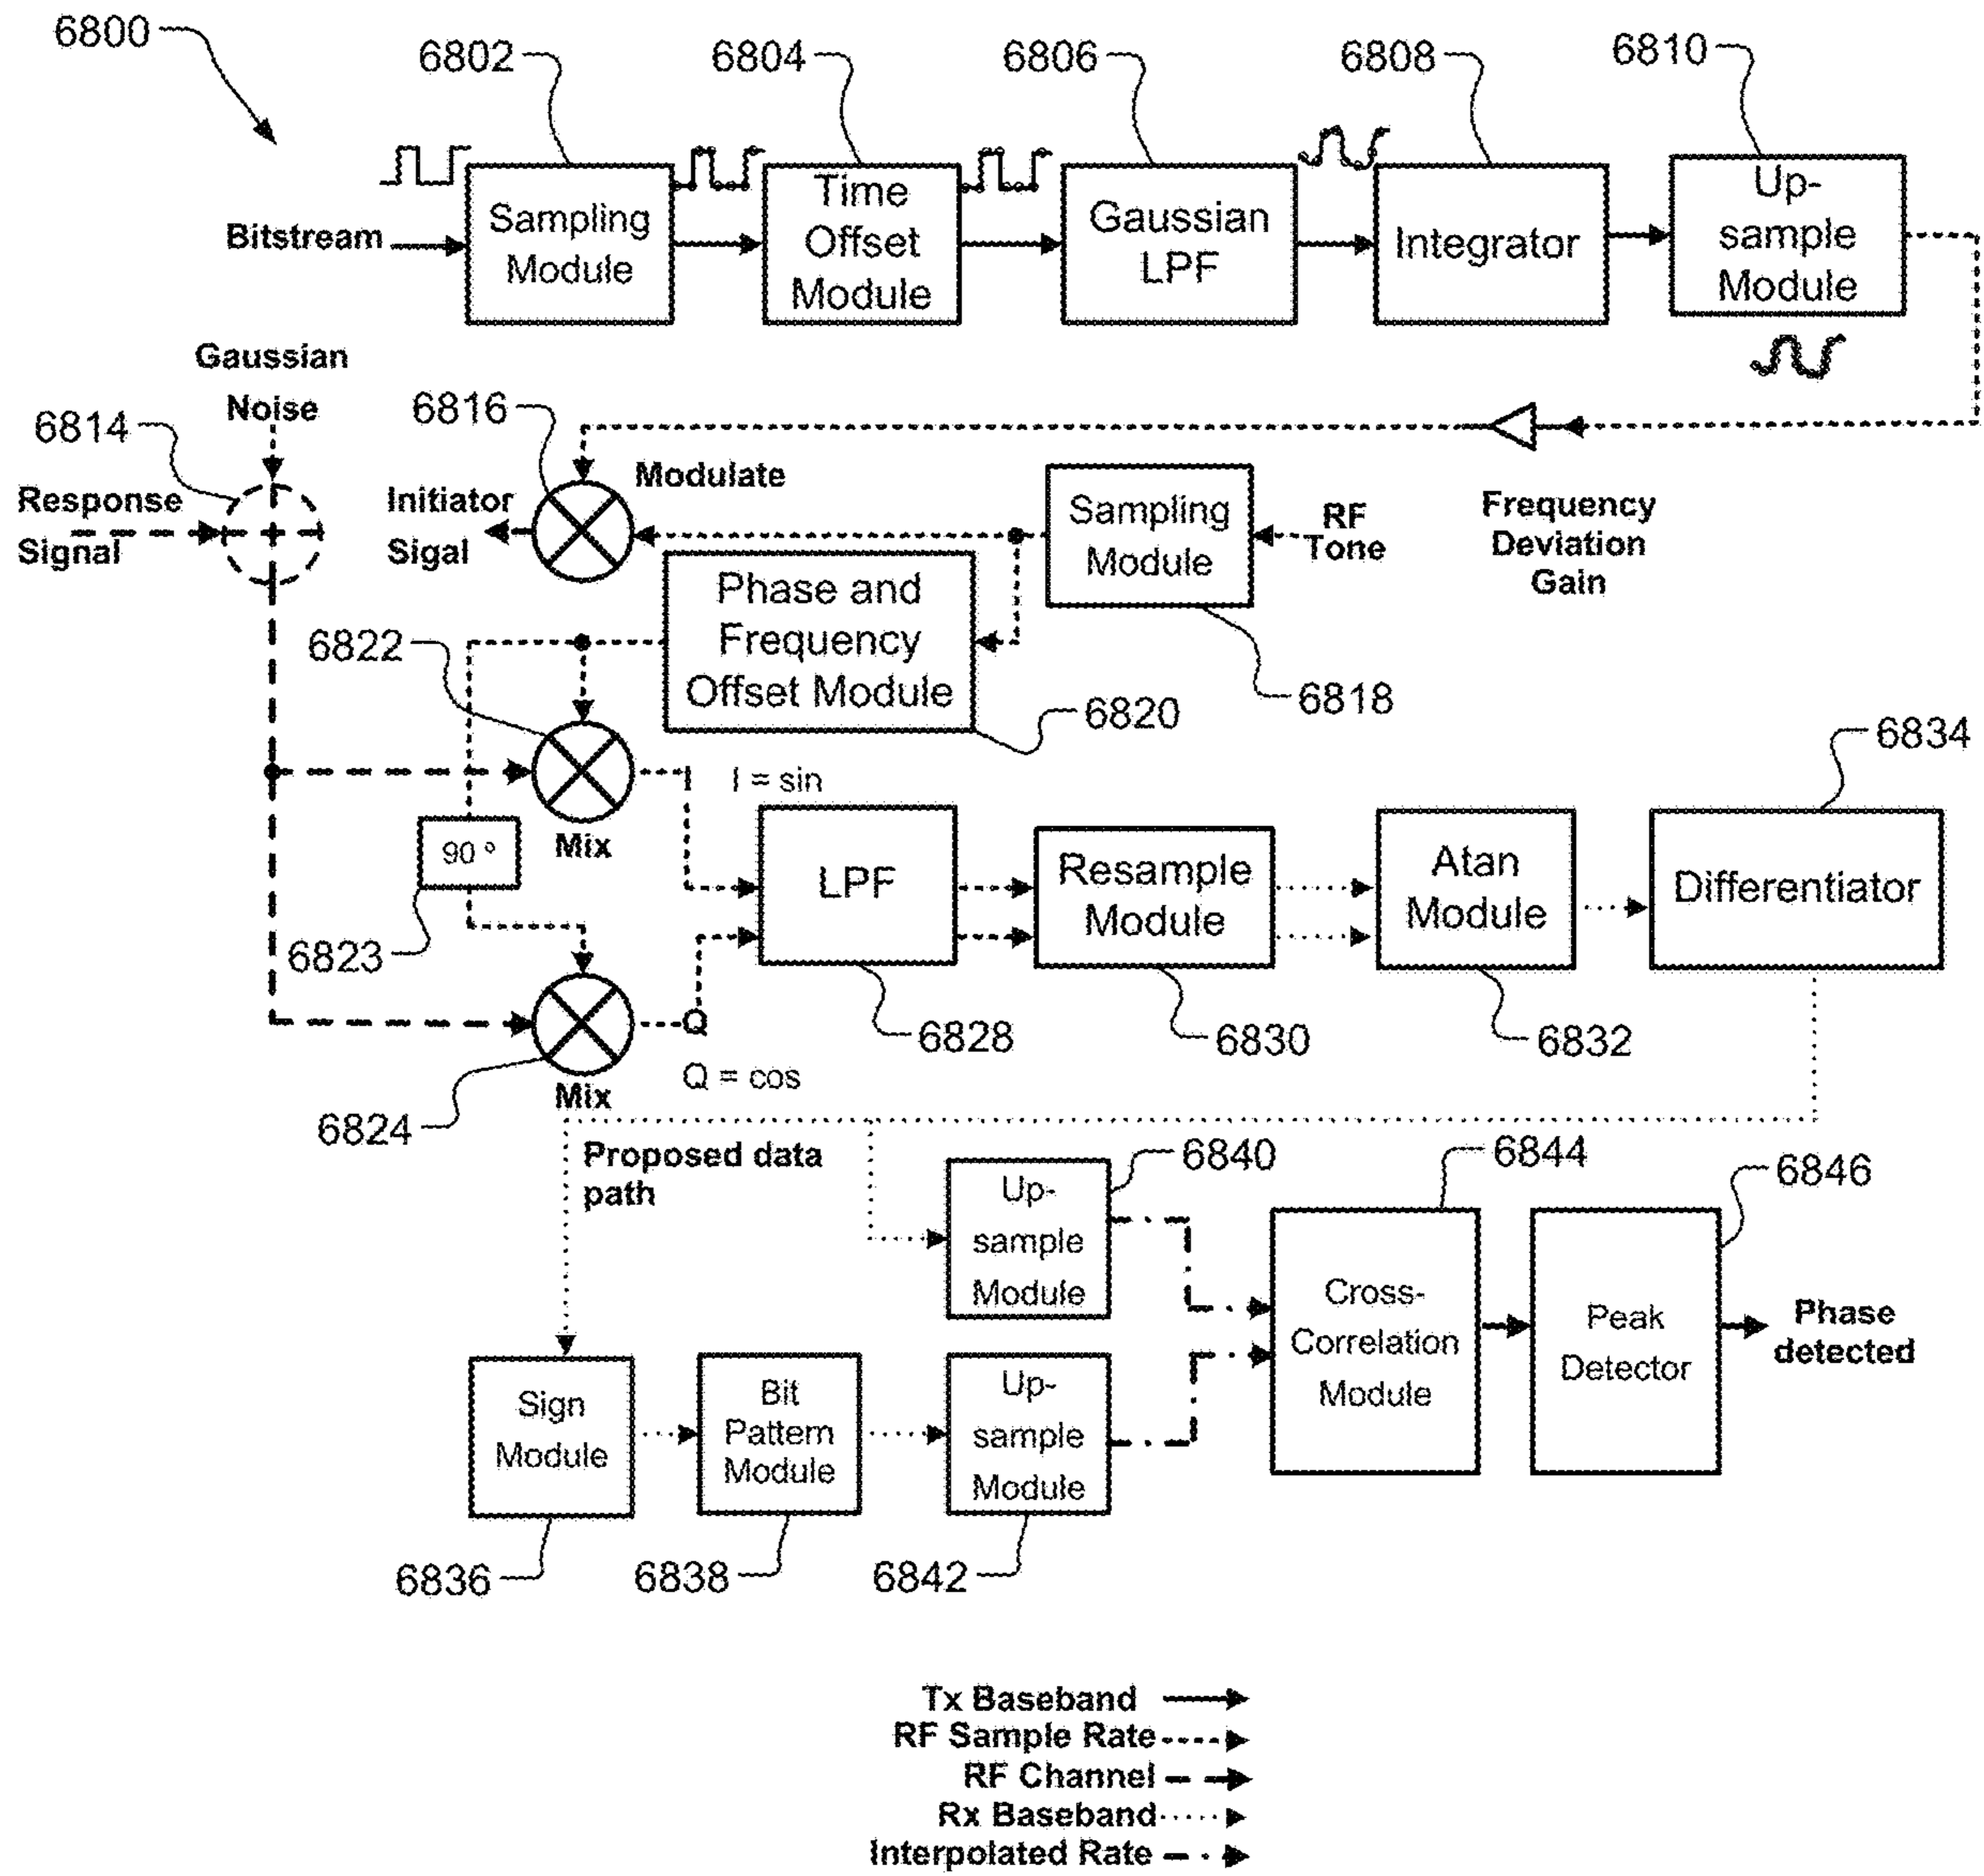 6800
6802
6804
6806
6808
6810
Bitstream
Sampling
Module
Time
Offset
Module
Gaussian
LPF
Integrator
Up-
sample
Module
Gaussian
Noise
6814
6816
Response
Signal
Initiator
Sigal
Modulate
Sampling
Module
RF
Tone
Frequency
Deviation
Gain
Phase and
Frequency
Offset Module
6818
6820
6822
Mix
I
I = sin
90 °
6823
6824
Mix
Q
Q = cos
LPF
6828
Resample
Module
6830
Atan
Module
6832
Differentiator
6834
Proposed data
path
Up-
sample
Module
6840
6844
6846
Sign
Module
6836
Bit
Pattern
Module
6838
Up-
sample
Module
6842
Cross-
Correlation
Module
Peak
Detector
Phase
detected
Tx Baseband
RF Sample Rate
RF Channel
Rx Baseband
Interpolated Rate